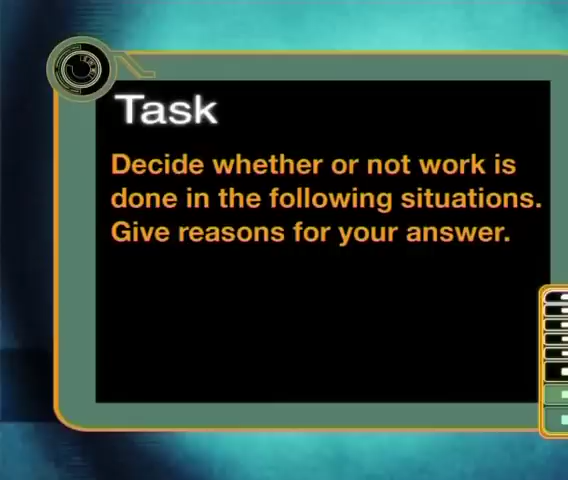 Task
Decide whether or not work is
done in the following situations.
Give reasons for your answer.